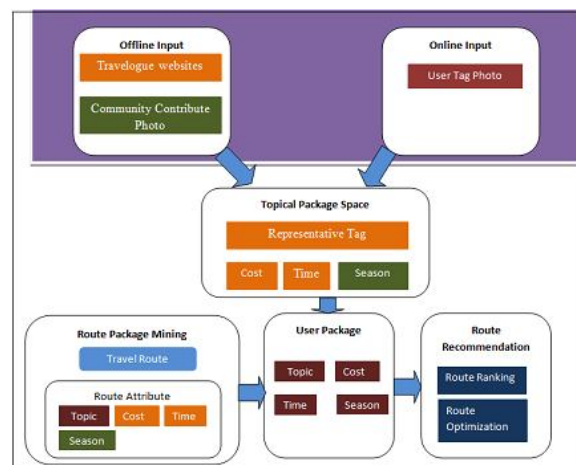 Offline Input
Travelogue websites
Community Contribute
Photo
Online Input
User Tag Photo
Topical Package Space
Representative Tag
Cost
Time
Season
Route Package Mining
Travel Route
Route Attribute
Topic
Cost
Time
Season
User Package
Topic
Cost
Time
Season
Route
Recommendation
Route Ranking
Route
Optimization